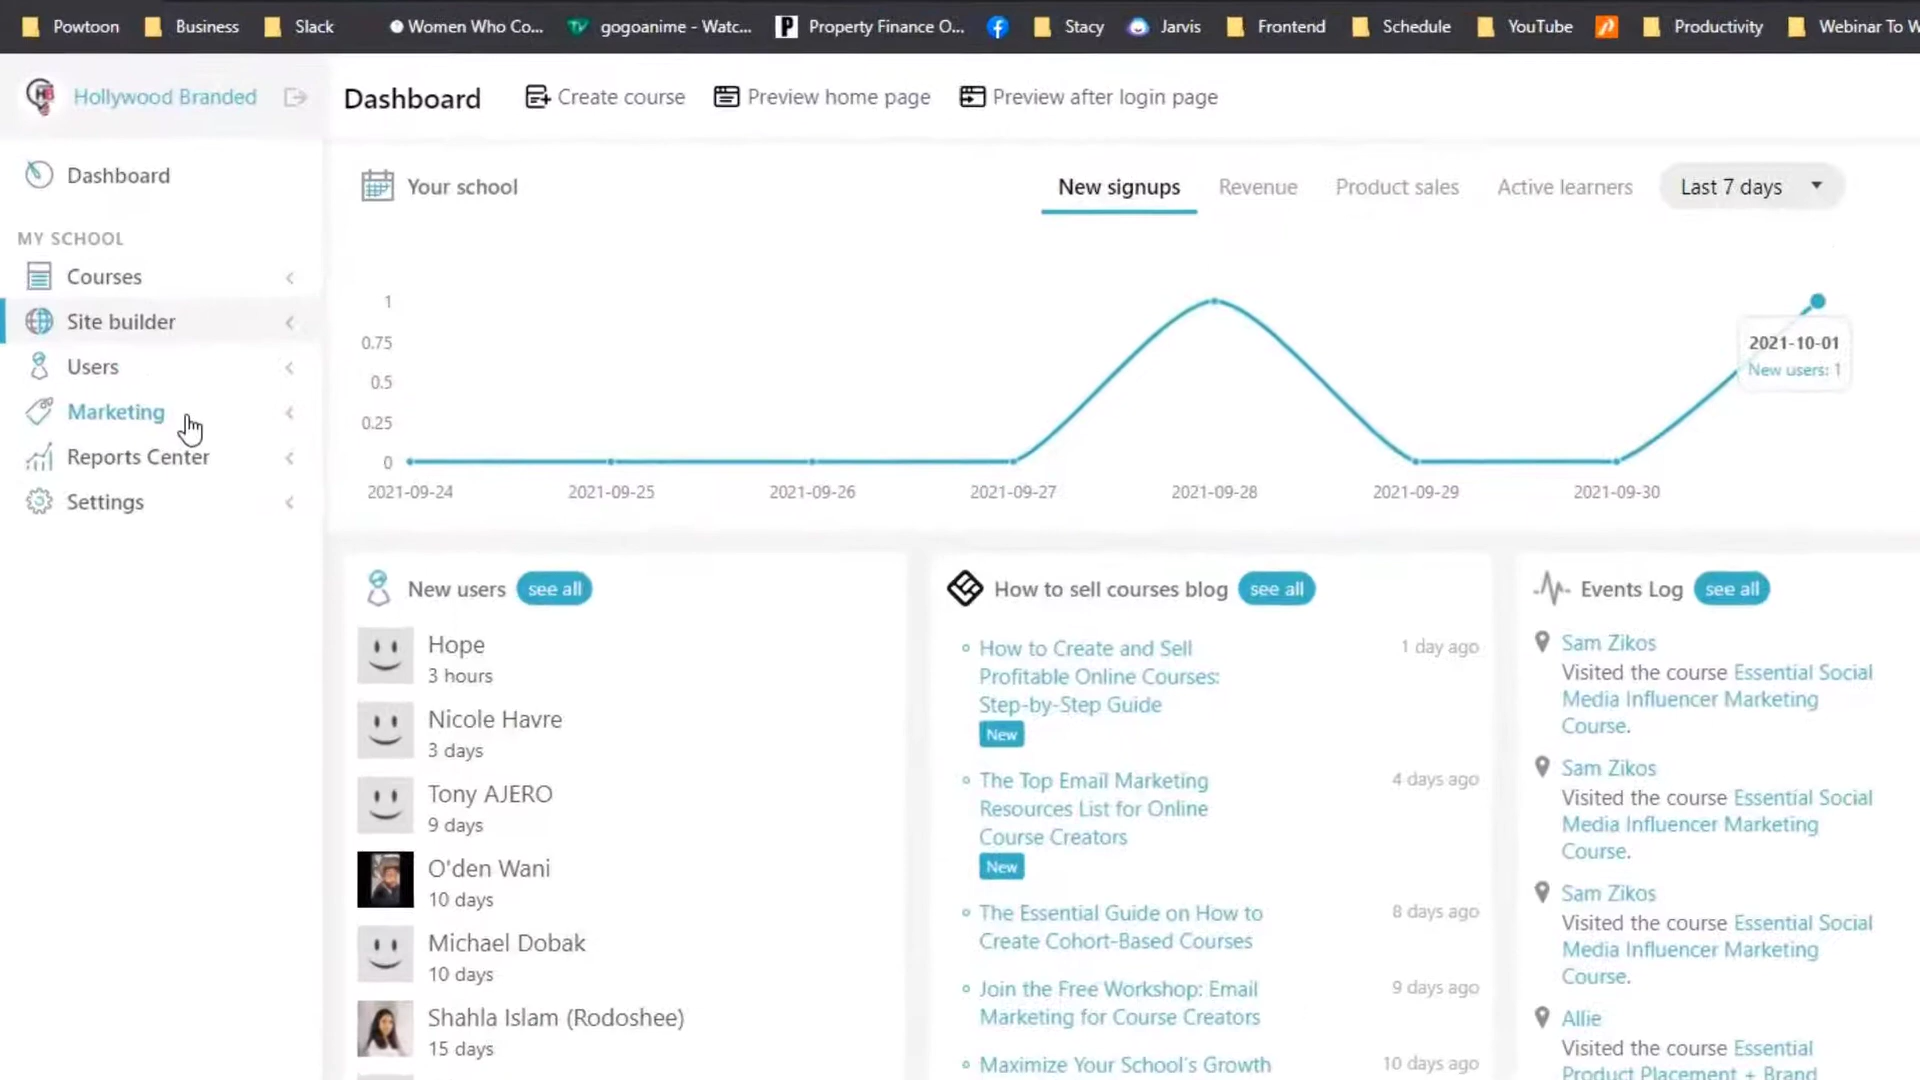 Powtoon Business Slack Women Who Co... gogoanime - Watc... Property Finance O... Stacy Jarvis Frontend Schedule YouTube Productivity Webinar To W
Hollywood Branded
Dashboard Create course Preview home page Preview after login page
Dashboard
MY SCHOOL
Courses
Site builder
Users
Marketing
Reports Center
Settings
Your school New signups Revenue Product sales Active learners Last 7 days
1
0.75
0.5
0.25
0
2021-10-01
New users: 1
2021-09-24 2021-09-25 2021-09-26 2021-09-27 2021-09-28 2021-09-29 2021-09-30
New users see all
Hope
3 hours
Nicole Havre
3 days
Tony AJERO
9 days
O'den Wani
10 days
Michael Dobak
10 days
Shahla Islam (Rodoshee)
15 days
How to sell courses blog see all
How to Create and Sell 1 day ago
Profitable Online Courses:
Step-by-Step Guide
New
The Top Email Marketing 4 days ago
Resources List for Online
Course Creators
New
The Essential Guide on How to 8 days ago
Create Cohort-Based Courses
Join the Free Workshop: Email 9 days ago
Marketing for Course Creators
Maximize Your School's Growth 10 days ago
Events Log see all
Sam Zikos
Visited the course Essential Social
Media Influencer Marketing
Course.
Sam Zikos
Visited the course Essential Social
Media Influencer Marketing
Course.
Sam Zikos
Visited the course Essential Social
Media Influencer Marketing
Course.
Allie
Visited the course Essential
Product Placement + Brand